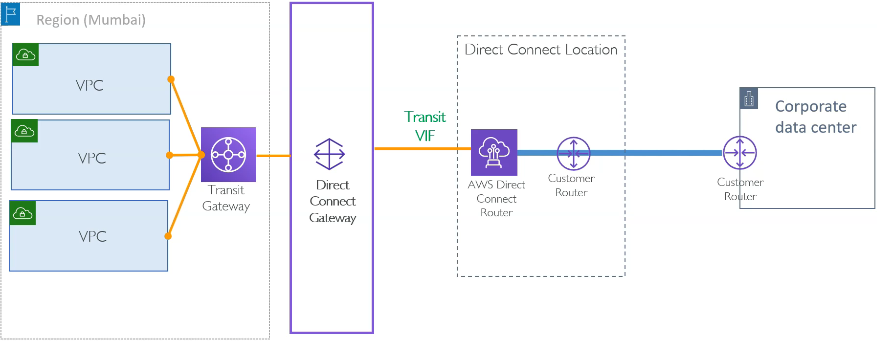 Region (Mumbai)
VPC
VPC
VPC
Transit
Gateway
Direct
Connect
Gateway
Transit
VIF
Direct Connect Location
AWS Direct
Connect
Router
Customer
Router
Customer
Router
Corporate
data center